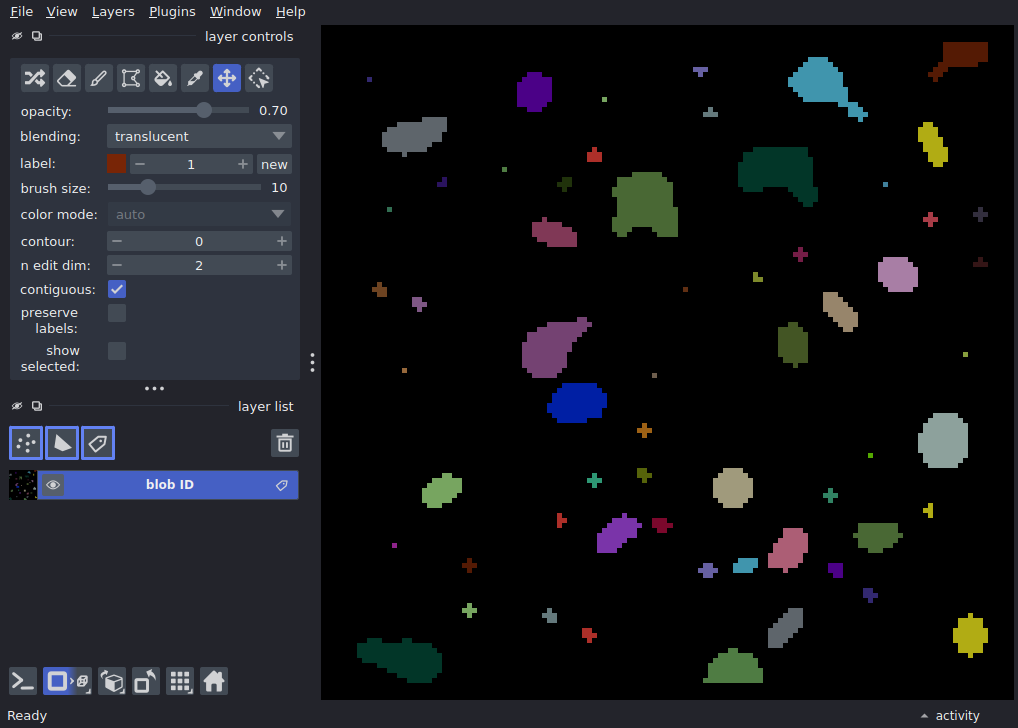 File View Layers Plugins Window Help
layer controls
opacity: 0.70
blending: translucent
label: 1 new
brush size: 10
color mode: auto
contour: 0
n edit dim: 2
contiguous:
preserve
labels:
show
selected:
layer list
blob ID
Ready activity